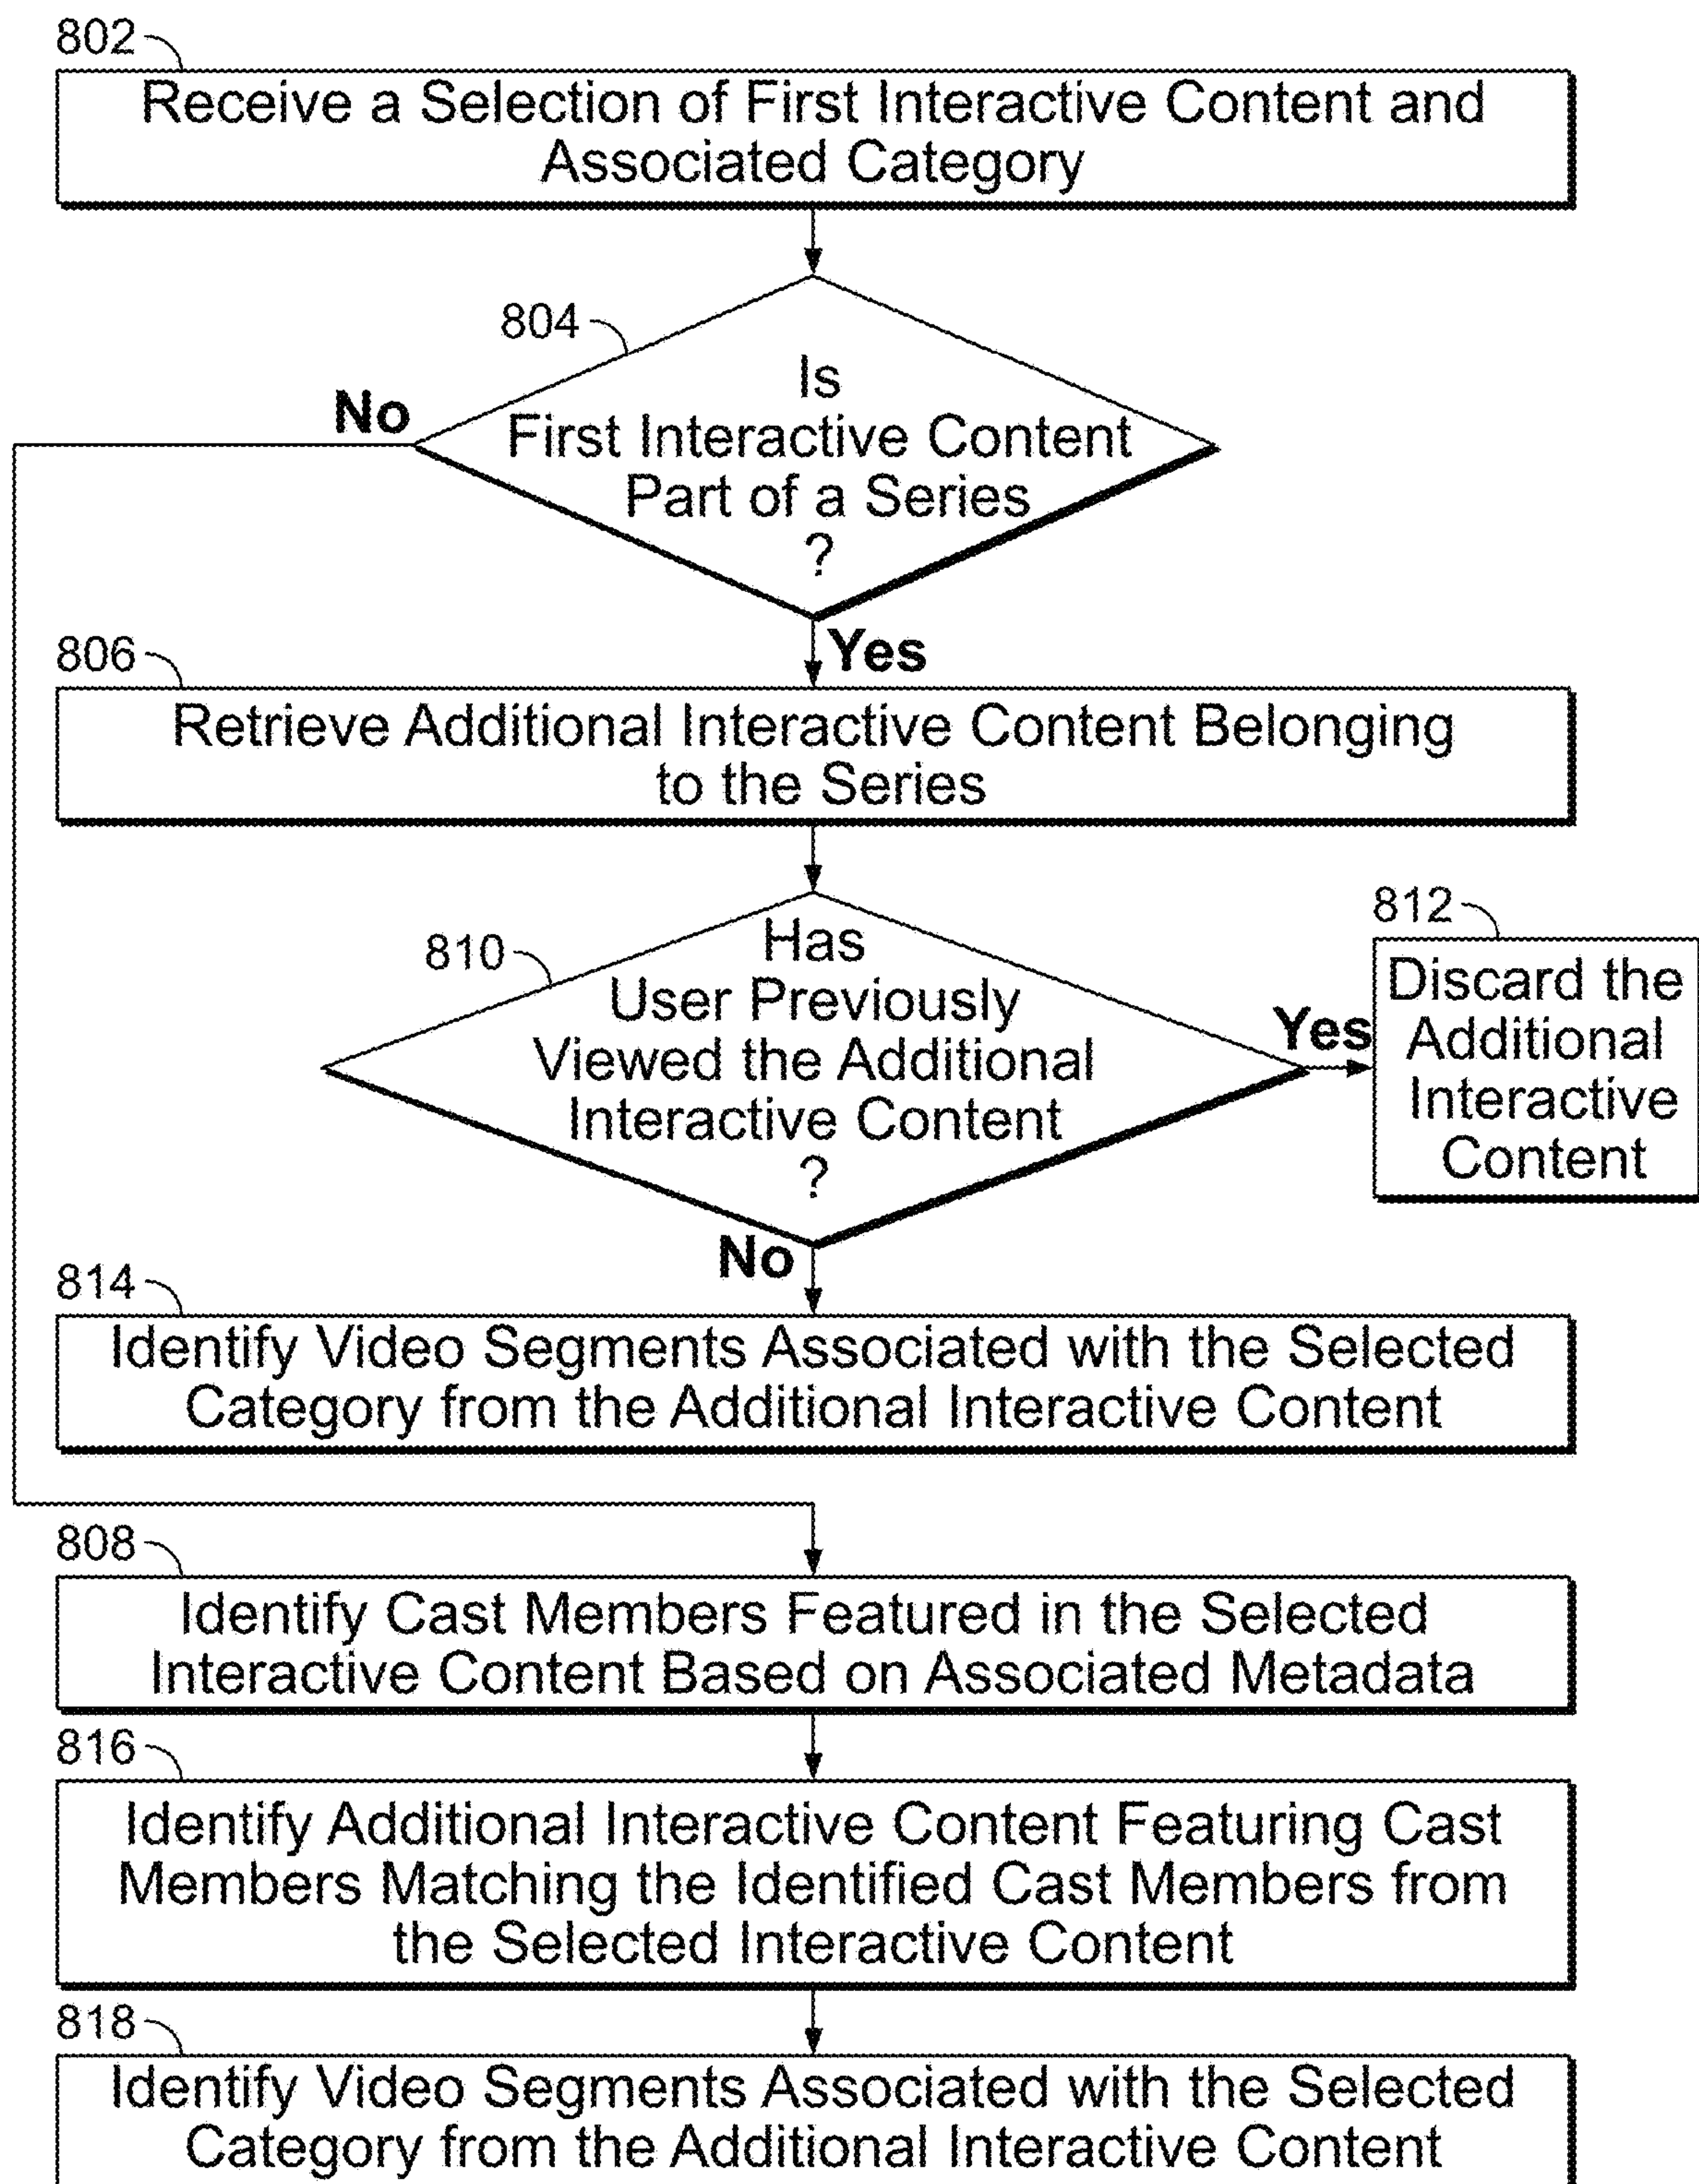 802
Receive a Selection of First Interactive Content and
Associated Category
804
Is
First Interactive Content
Part of a Series
?
No
Yes
806
Retrieve Additional Interactive Content Belonging
to the Series
810
Has
User Previously
Viewed the Additional
Interactive Content
?
Yes
812
Discard the
Additional
Interactive
Content
No
814
Identify Video Segments Associated with the Selected
Category from the Additional Interactive Content
808
Identify Cast Members Featured in the Selected
Interactive Content Based on Associated Metadata
816
Identify Additional Interactive Content Featuring Cast
Members Matching the Identified Cast Members from
the Selected Interactive Content
818
Identify Video Segments Associated with the Selected
Category from the Additional Interactive Content